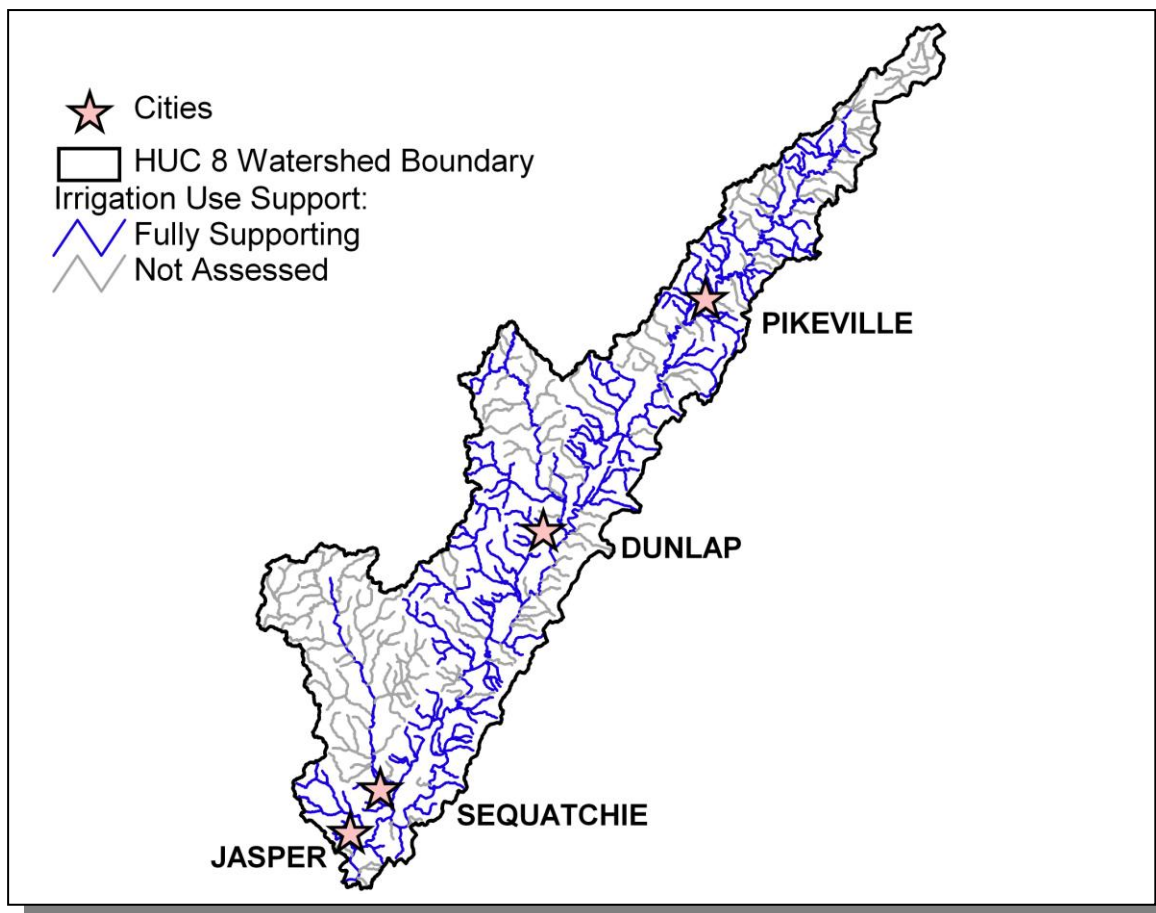 Cities
HUC 8 Watershed Boundary
Irrigation Use Support:
Fully Supporting
Not Assessed
PIKEVILLE
DUNLAP
SEQUATCHIE
JASPER